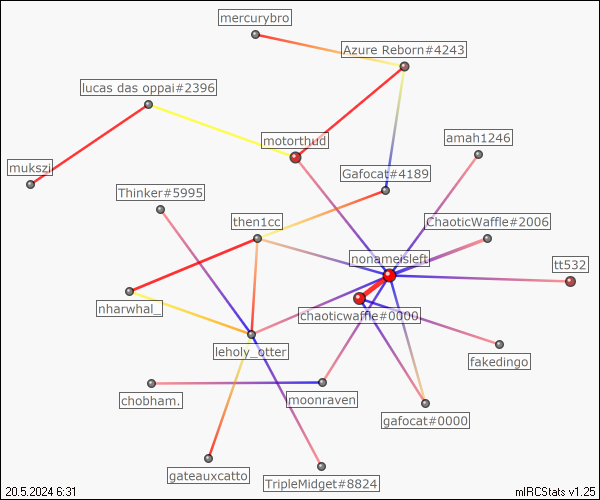 mercurybro
Azure Reborn#4243
lucas das oppai#2396
motorthud
amah1246
mukszi
Gafocat#4189
Thinker#5995
then1cc
ChaoticWaffle#2006
nonameisleft
tt532
nharwhal_
chaoticwaffle#0000
leholy_otter
fakedingo
chobham.
moonraven
gafocat#0000
gateauxcatto
TripleMidget#8824
20.5.2024 6:31
mIRCStats v1.25